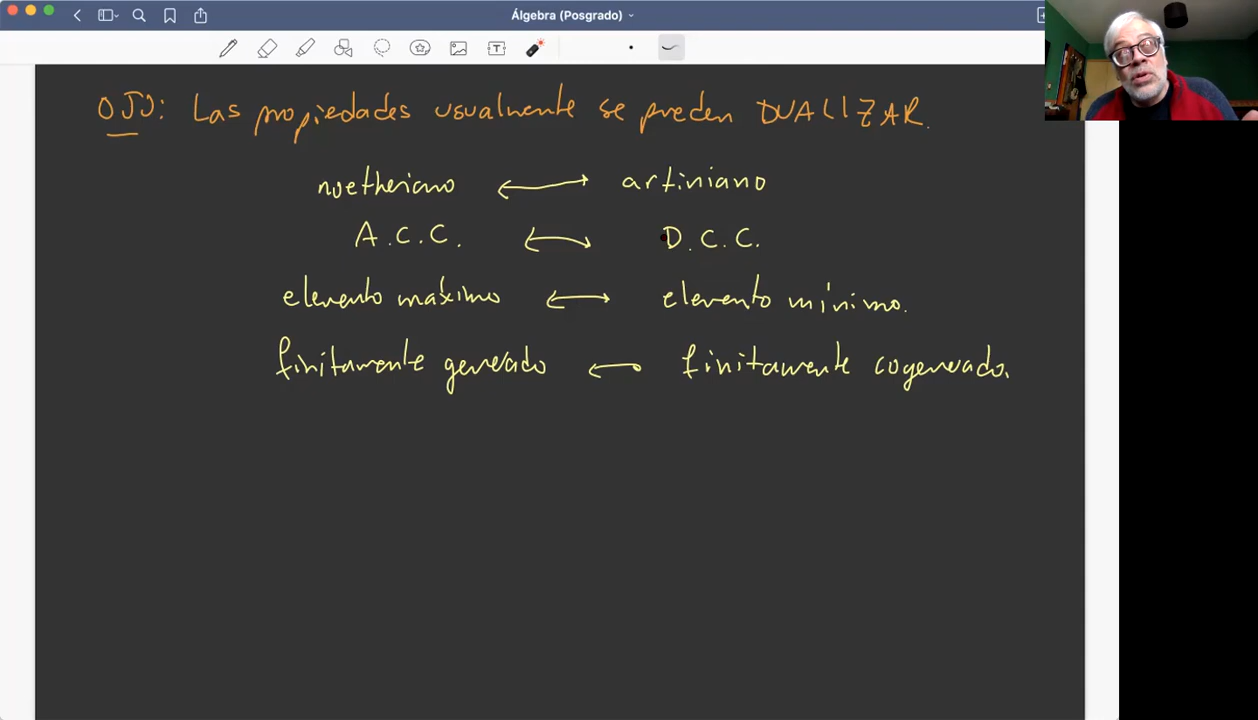 Álgebra (Posgrado)
OJO: Las propiedades usualmente se pueden DUALIZAR.
noetheriano ⟷ artiniano
A.C.C. ⟷ D.C.C.
elemento máximo ⟷ elemento mínimo.
finitamente generado ⟷ finitamente cogenerado.